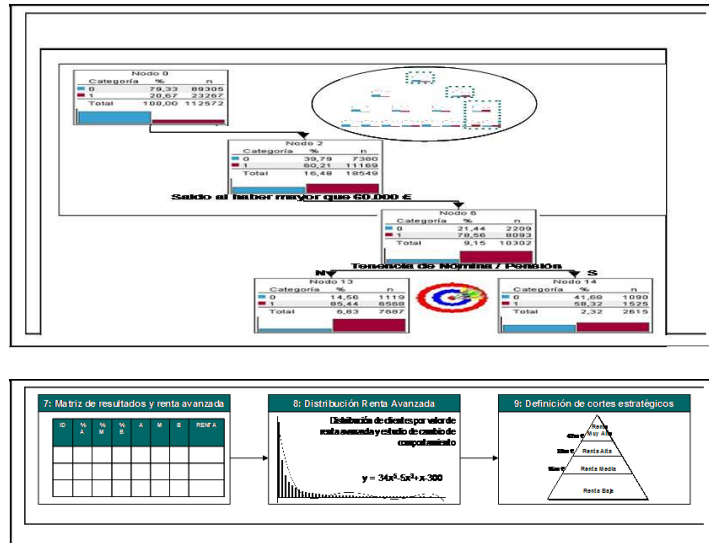 Nodo 0
Categoría % n
0 79,33 89305
1 20,67 23267
Total 100,00 112572
Nodo 2
Categoría % n
0 39,79 7380
1 60,21 11169
Total 16,48 18549
Saldo al haber mayor que 60.000 €
Nodo 6
Categoría % n
0 21,44 2209
1 78,56 8093
Total 9,15 10302
Tenencia de Nómina / Pensión
N S
Nodo 13
Categoría % n
0 14,56 1119
1 85,44 6568
Total 6,83 7687
Nodo 14
Categoría % n
0 41,68 1090
1 58,32 1525
Total 2,32 2615
7: Matriz de resultados y renta avanzada
ID % A % M % B A M B RENTA
8: Distribución Renta Avanzada
Distribución de clientes por valor de
renta avanzada y estudio de cambio de
comportamiento
y = 34x⁵-5x³+x-300
9: Definición de cortes estratégicos
Renta
Muy Alta
Renta Alta
Renta Media
Renta Baja